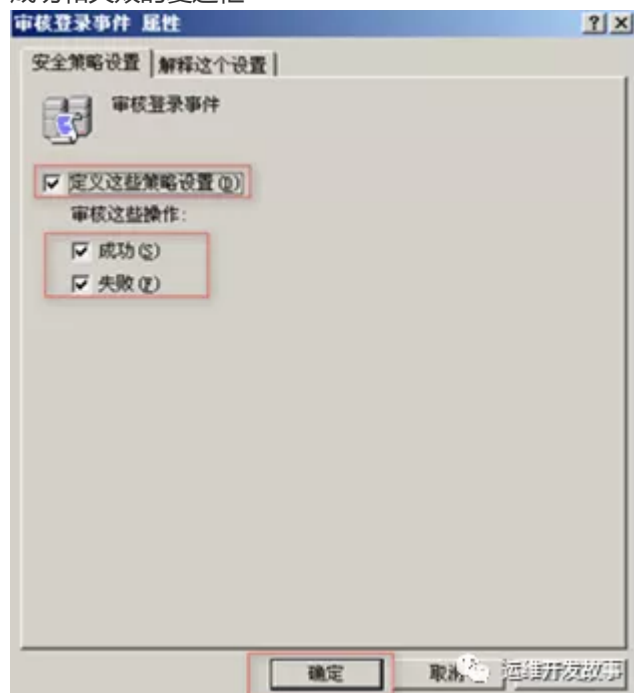 审核登录事件 属性
安全策略设置 解释这个设置
审核登录事件
定义这些策略设置(D)
审核这些操作:
成功(S)
失败(F)
确定
运维开发故事